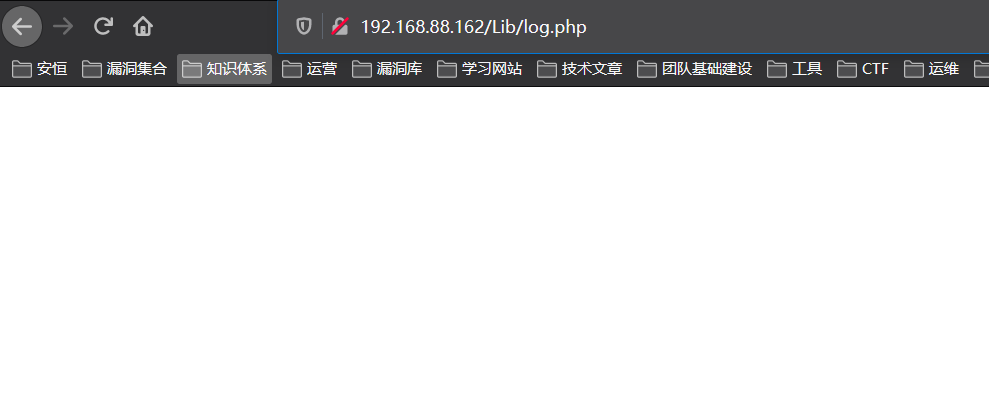 192.168.88.162/Lib/log.php
安恒 漏洞集合 知识体系 运营 漏洞库 学习网站 技术文章 团队基础建设 工具 CTF 运维